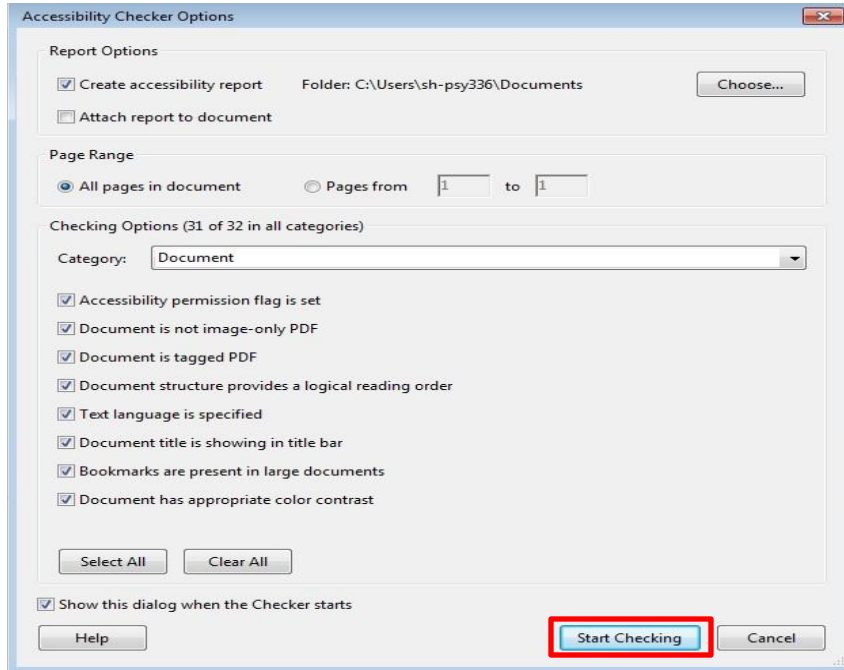 Accessibility Checker Options
Report Options
Create accessibility report Folder: C:\Users\sh-psy336\Documents Choose...
Attach report to document
Page Range
All pages in document Pages from 1 to 1
Checking Options (31 of 32 in all categories)
Category: Document
Accessibility permission flag is set
Document is not image-only PDF
Document is tagged PDF
Document structure provides a logical reading order
Text language is specified
Document title is showing in title bar
Bookmarks are present in large documents
Document has appropriate color contrast
Select All Clear All
Show this dialog when the Checker starts
Help Start Checking Cancel